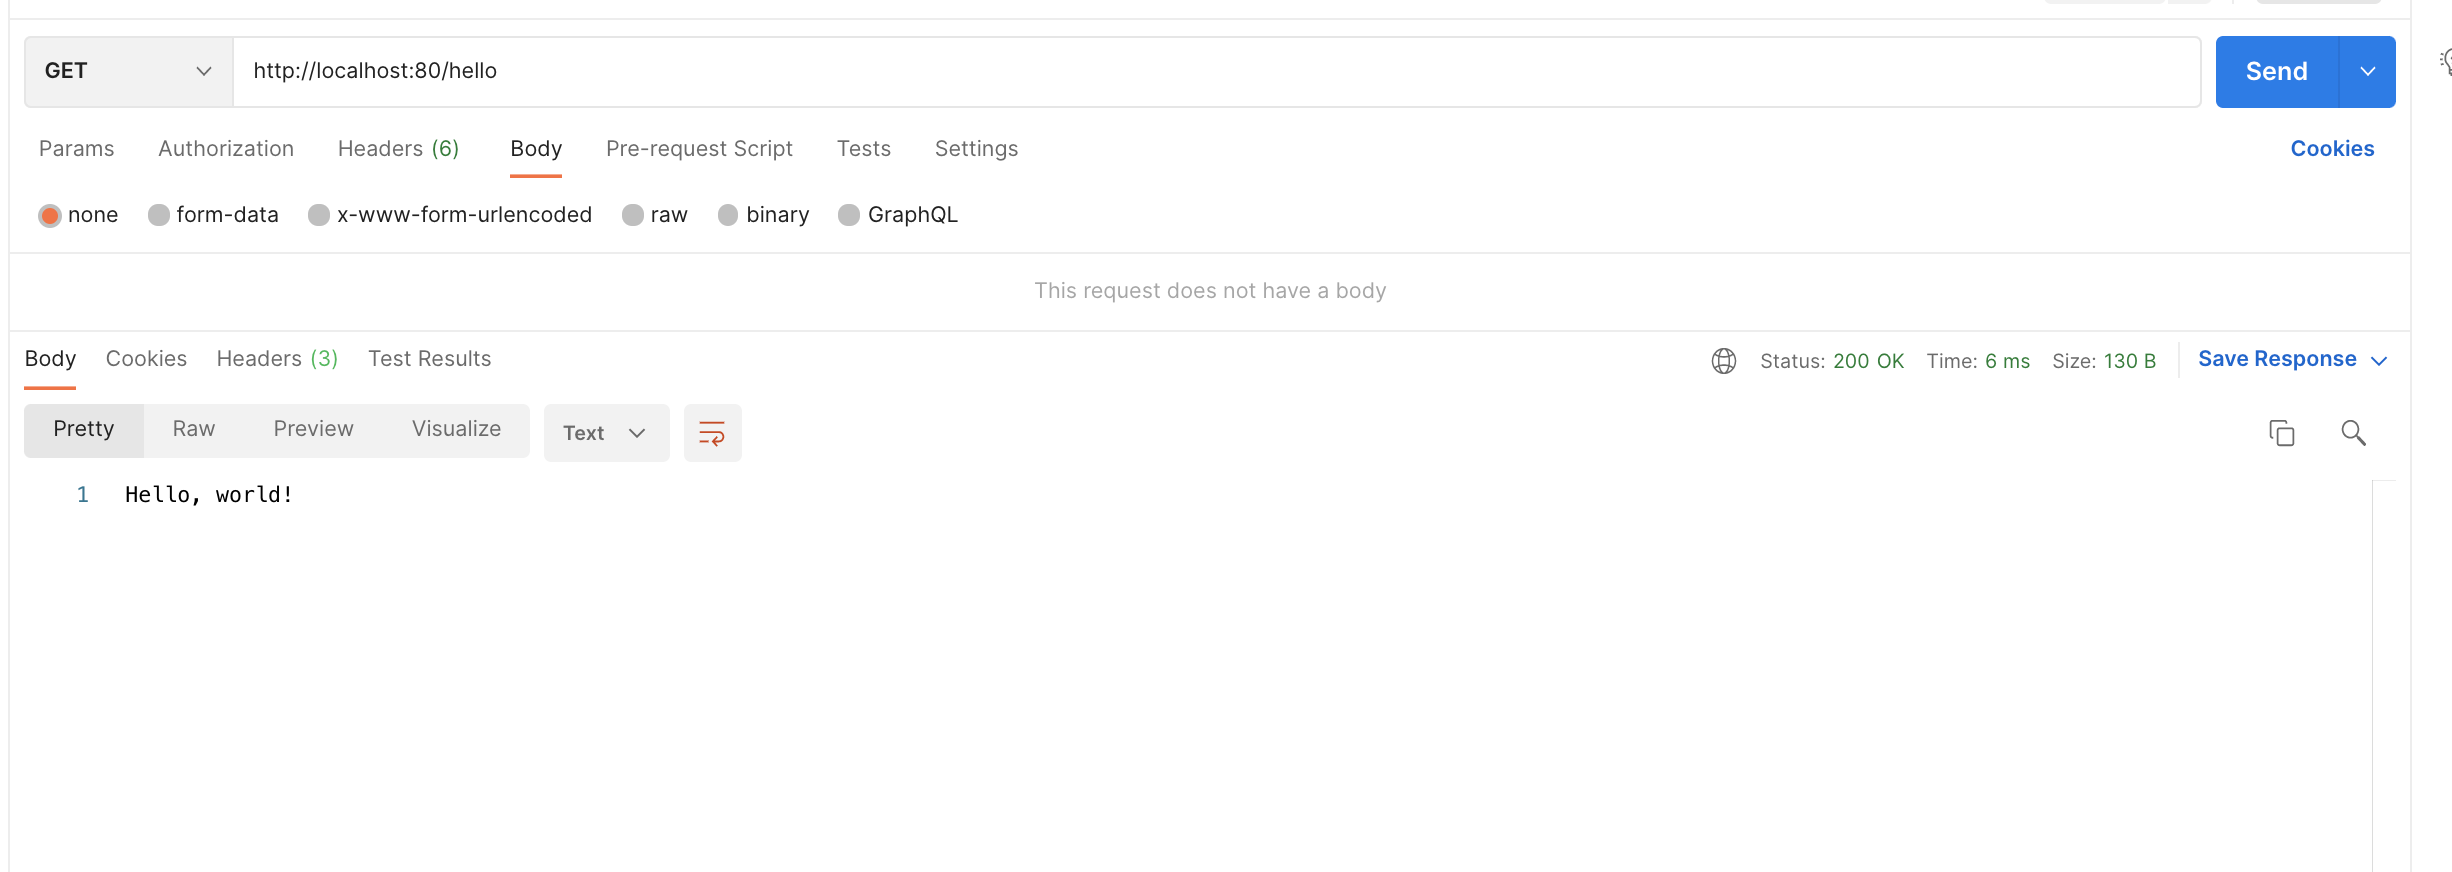 GET http://localhost:80/hello Send
Params Authorization Headers (6) Body Pre-request Script Tests Settings Cookies
none form-data x-www-form-urlencoded raw binary GraphQL
This request does not have a body
Body Cookies Headers (3) Test Results Status: 200 OK Time: 6 ms Size: 130 B Save Response
Pretty Raw Preview Visualize Text
1 Hello, world!